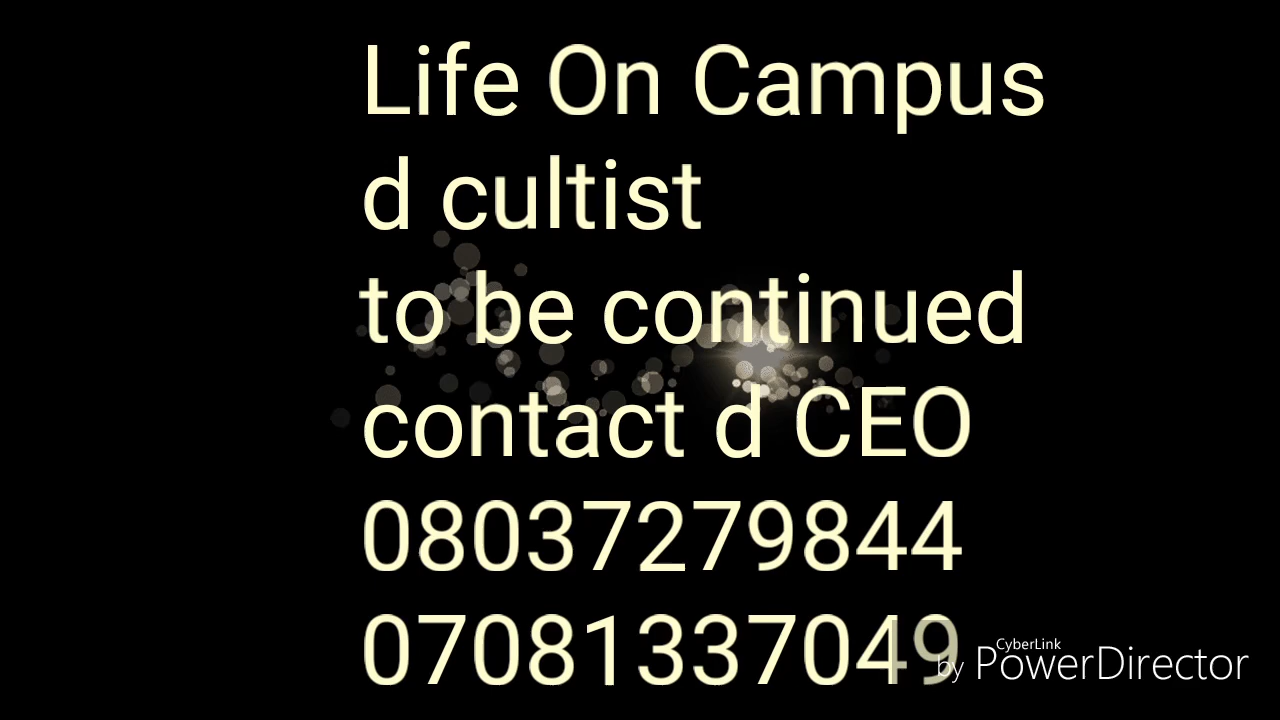 Life On Campus
d cultist
to be continued
contact d CEO
08037279844
07081337049
CyberLink
by PowerDirector